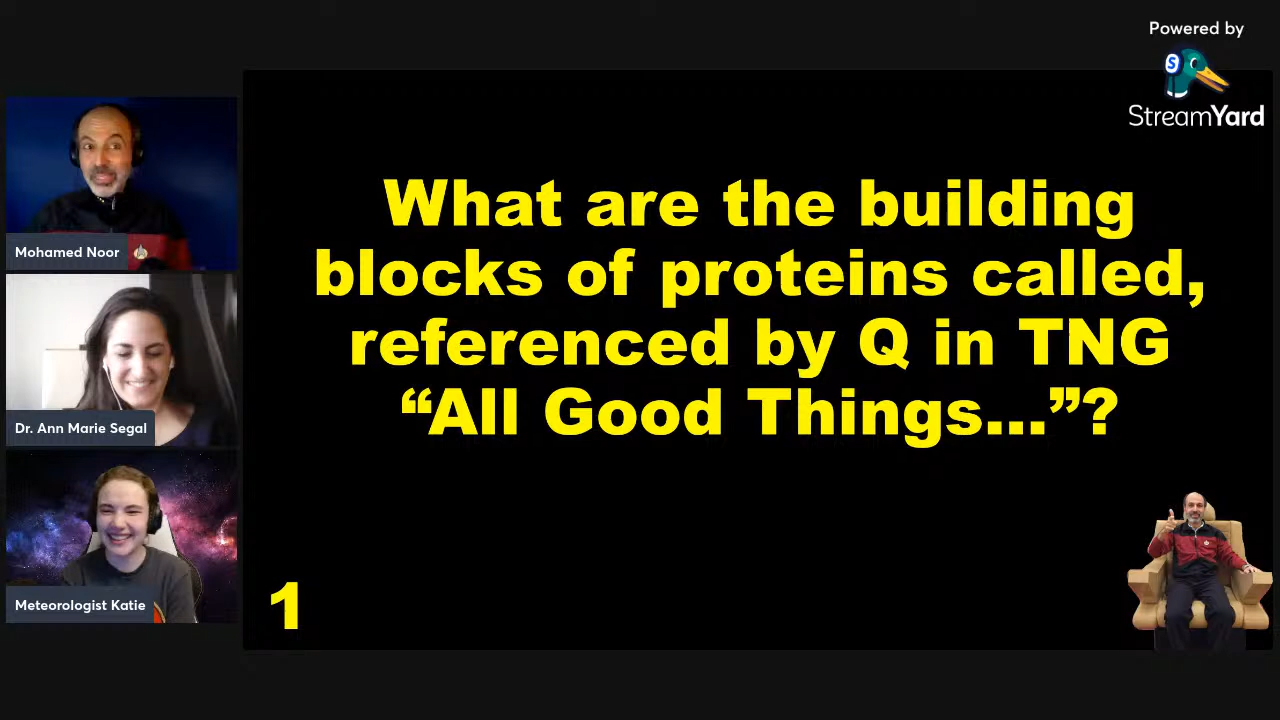 Powered by
S
StreamYard
What are the building
blocks of proteins called,
referenced by Q in TNG
“All Good Things…”?
1
Mohamed Noor
Dr. Ann Marie Segal
Meteorologist Katie